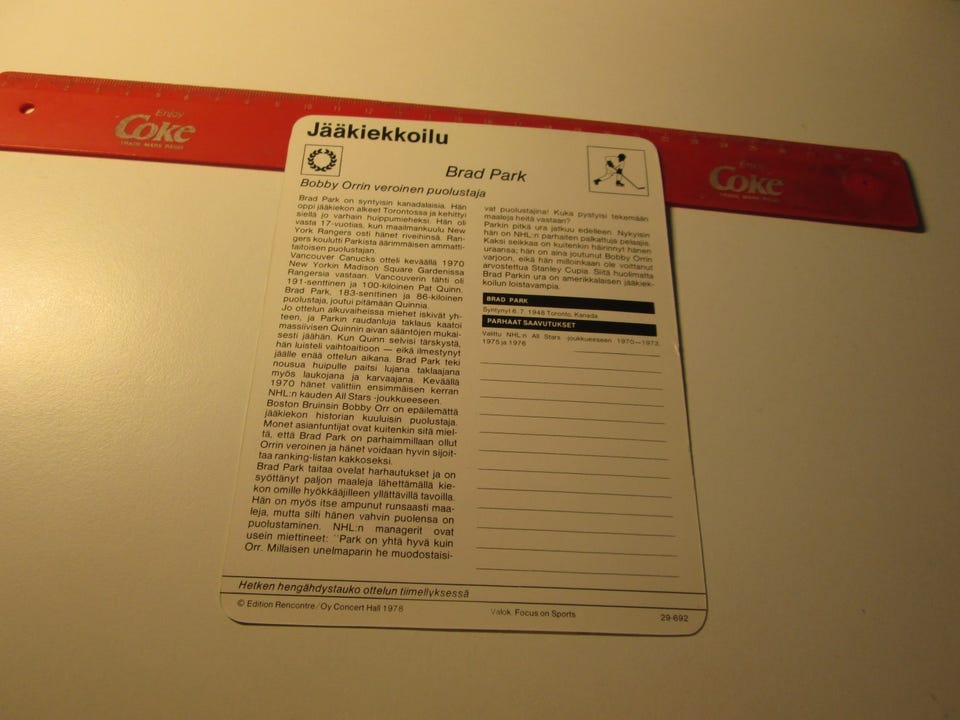 Enjoy
Coke
TRADE MARK REGD
Enjoy
Coke
Jääkiekkoilu
Brad Park
Bobby Orrin veroinen puolustaja
Brad Park on syntyisin kanadalaisia. Hän
oppi jääkiekon alkeet Torontossa ja kehittyi
siellä jo varhain huippumieheksi. Hän oli
vasta 17-vuotias, kun maailmankulu New
York Rangers osti hänet riveihinsä. Ran-
gers koulutti Parkista äärimmäisen ammatti-
taitoisen puolustajan.
Vancouver Canucks otteli keväällä 1970
New Yorkin Madison Square Gardenissa
Rangersia vastaan. Vancouverin tähti oli
191-senttinen ja 100-kiloinen Pat Quinn.
Brad Park, 183-senttinen ja 86-kiloinen
puolustaja, joutui pitämään Quinnia.
Jo ottelun alkuvaiheissa miehet iskivät yh-
teen, ja Parkin raudanluja taklaus kaatoi
massiivisen Quinnin aivan sääntöjen mukai-
sesti jäähän. Kun Quinn selvisi tärskystä,
hän luisteli vaihtoaitioon — eikä ilmestynyt
jäälle enää ottelun aikana. Brad Park teki
nousua huipulle paitsi lujana taklaajana
myös laukojana ja karvaajana. Keväällä
1970 hänet valittiin ensimmäisen kerran
NHL:n kauden All Stars -joukkueeseen.
Boston Bruinsin Bobby Orr on epäilemättä
jääkiekon historian kuuluisin puolustaja.
Monet asiantuntijat ovat kuitenkin sitä miel-
tä, että Brad Park on parhaimmillaan ollut
Orrin veroinen ja hänet voidaan hyvin sijoit-
taa ranking-listan kakkoseksi.
Brad Park taitaa ovelat harhautukset ja on
syöttänyt paljon maaleja lähettämällä kie-
kon omille hyökkääjilleen yllättävillä tavoilla.
Hän on myös itse ampunut runsaasti maa-
leja, mutta silti hänen vahvin puolensa on
puolustaminen. NHL:n managerit ovat
usein miettineet: "Park on yhtä hyvä kuin
Orr. Millaisen unelmaparin he muodostaisi-
vat puolustajina! Kuka pystyisi tekemään
maaleja heitä vastaan?
Parkin pitkä ura jatkuu edelleen. Nykyisin
hän on NHL:n parhaiten palkattuja pelaajia.
Kaksi seikkaa on kuitenkin häirinnyt hänen
uraansa; hän on aina joutunut Bobby Orrin
varjoon, eikä hän milloinkaan ole voittanut
arvostettua Stanley Cupia. Siitä huolimatta
Brad Parkin ura on amerikkalaisen jääkiek-
koilun loistavampia.
BRAD PARK
Syntynyt 6.7. 1948 Toronto, Kanada
PARHAAT SAAVUTUKSET
Valittu NHL:n All Stars -joukkueeseen 1970—1973,
1975 ja 1976
Hetken hengähdystauko ottelun tiimellyksessä
© Edition Rencontre/Oy Concert Hall 1978
Valok. Focus on Sports
29-692